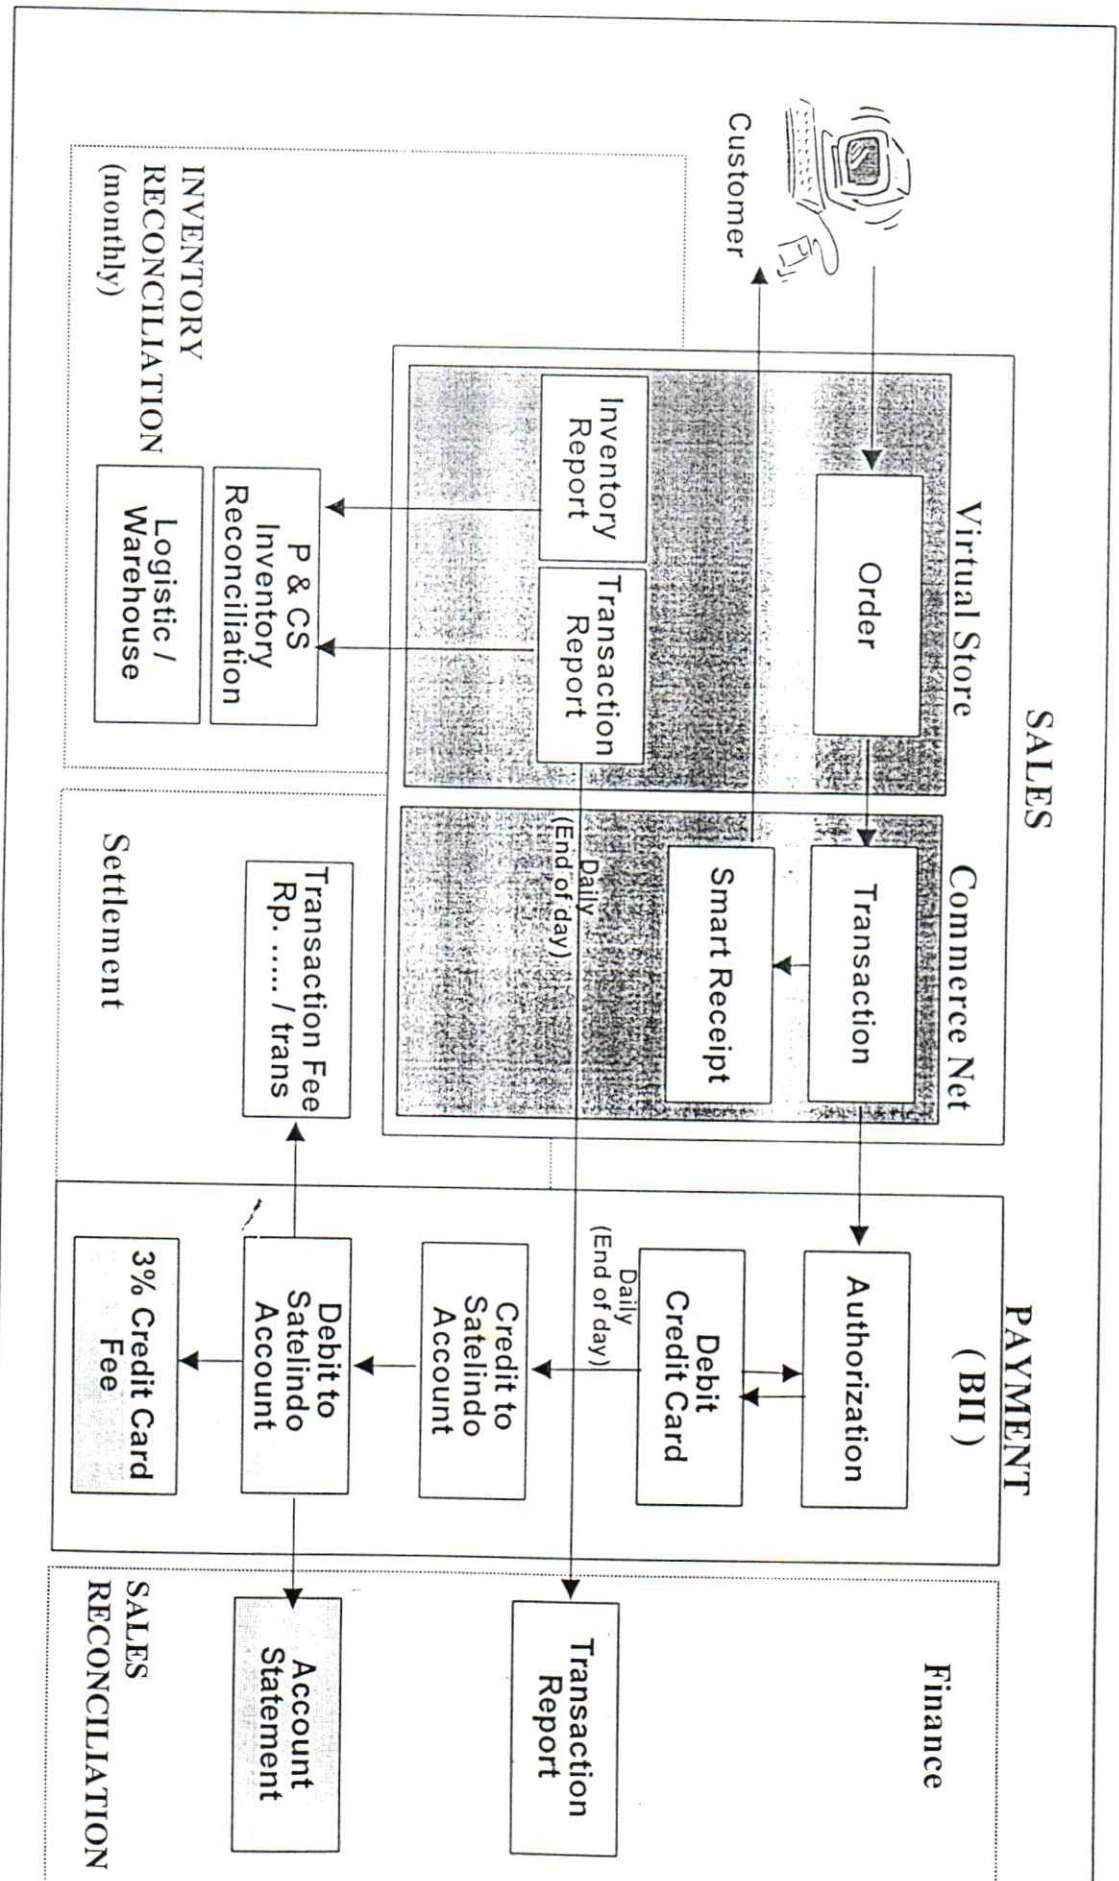 SALES
PAYMENT
( BII )
Virtual Store
Commerce Net
Finance
Customer
Order
Transaction
Authorization
Smart Receipt
Debit
Credit Card
Inventory
Report
Transaction
Report
Daily
(End of day)
Daily
(End of day)
Transaction
Report
Credit to
Satelindo
Account
P & CS
Inventory
Reconciliation
Logistic /
Warehouse
Transaction Fee
Rp. ...... / trans
Debit to
Satelindo
Account
Account
Statement
3% Credit Card
Fee
INVENTORY
RECONCILIATION
(monthly)
Settlement
SALES
RECONCILIATION